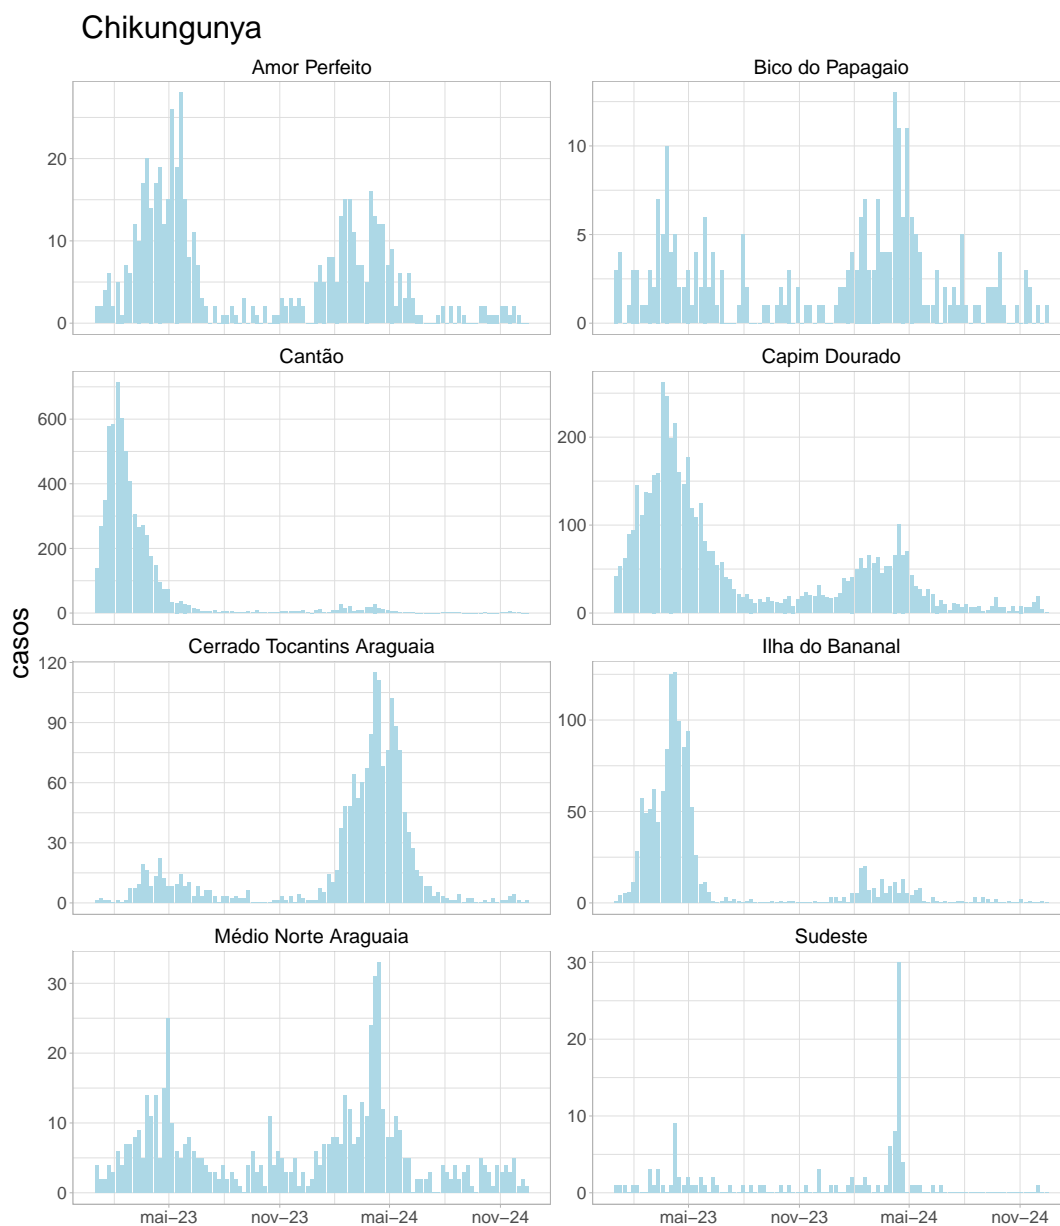 Chikungunya
Amor Perfeito
Bico do Papagaio
20
10
0
10
5
0
Cantão
Capim Dourado
600
400
200
0
200
100
0
casos
Cerrado Tocantins Araguaia
Ilha do Bananal
120
90
60
30
0
100
50
0
Médio Norte Araguaia
Sudeste
30
20
10
0
30
20
10
0
mai–23
nov–23
mai–24
nov–24
mai–23
nov–23
mai–24
nov–24